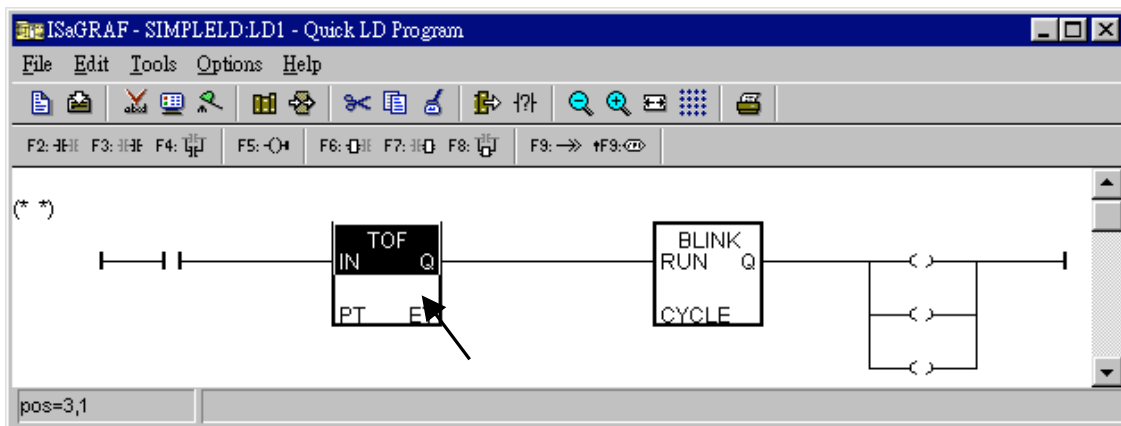 ISaGRAF - SIMPLELD:LD1 - Quick LD Program
File Edit Tools Options Help
F2: F3: F4: F5: F6: F7: F8: F9: F9:
(* *)
TOF BLINK
IN Q RUN Q
PT CYCLE
pos=3,1